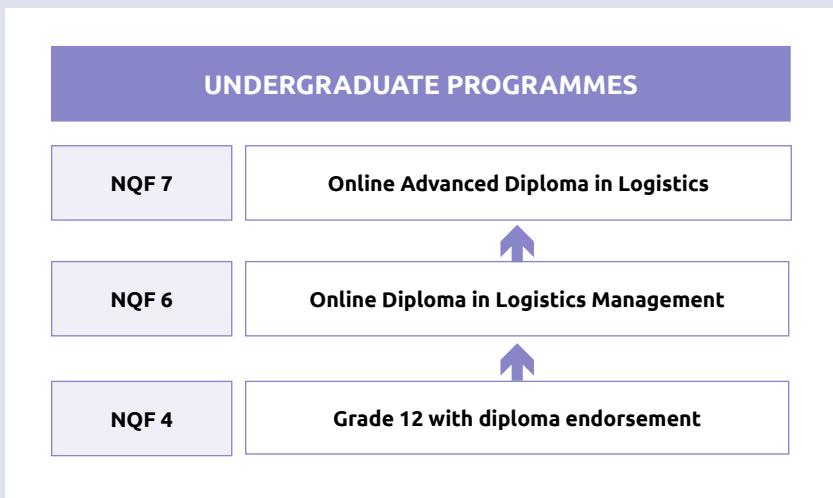 UNDERGRADUATE PROGRAMMES
NQF 7
Online Advanced Diploma in Logistics
NQF 6
Online Diploma in Logistics Management
NQF 4
Grade 12 with diploma endorsement